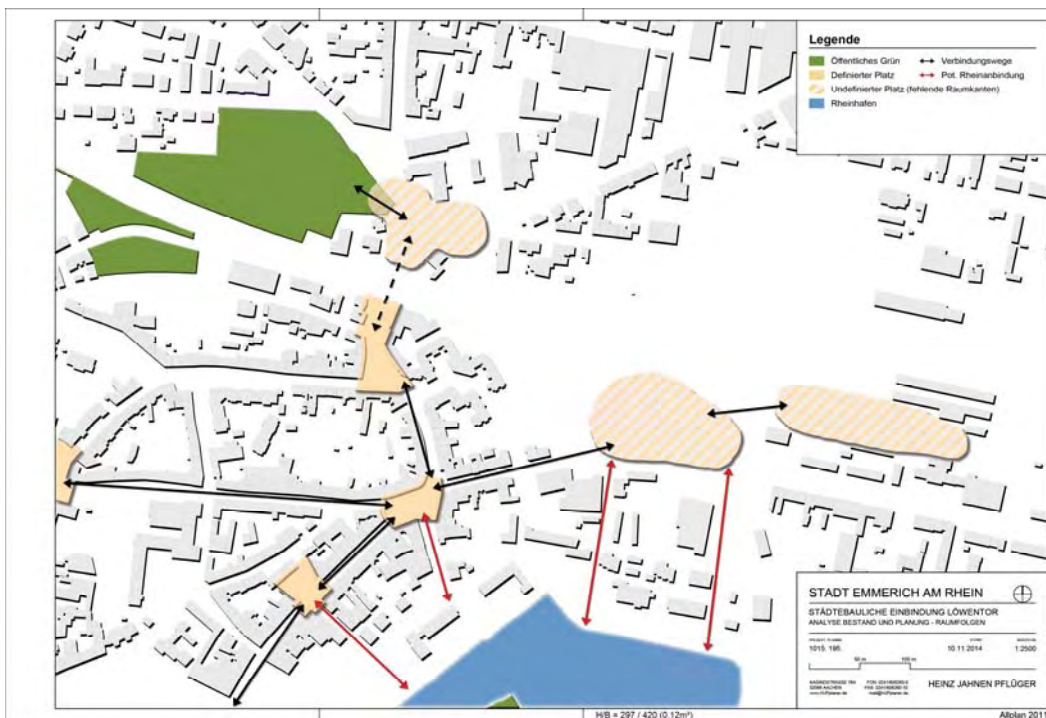 Legende
Öffentliches Grün
Definierter Platz
Undefinierter Platz (fehlende Raumkanten)
Rheinhafen
Verbindungswege
Pot. Rheinanbindung
STADT EMMERICH AM RHEIN
STÄDTEBAULICHE EINBINDUNG LÖWENTOR
ANALYSE BESTAND UND PLANUNG - RAUMFOLGEN
1015. 195. 10.11.2014 1:2500
50 m 100 m
52066 AACHEN
HEINZ JAHNEN PFLÜGER
H/B = 297 / 420 (0.12m²)
Allplan 2011